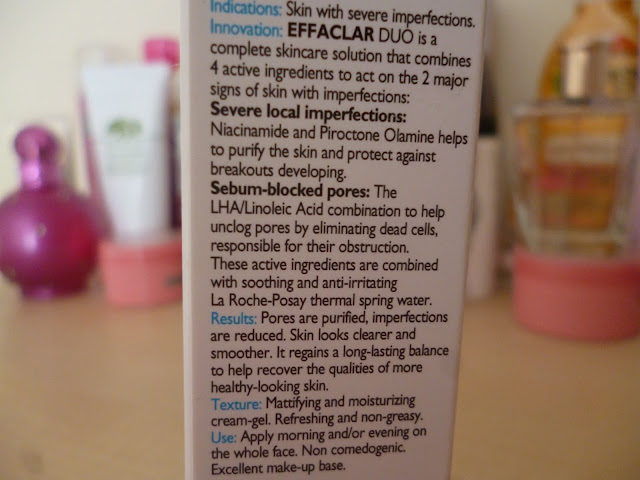 Indications: Skin with severe imperfections.
Innovation: EFFACLAR DUO is a
complete skincare solution that combines
4 active ingredients to act on the 2 major
signs of skin with imperfections:
Severe local imperfections:
Niacinamide and Piroctone Olamine helps
to purify the skin and protect against
breakouts developing.
Sebum-blocked pores: The
LHA/Linoleic Acid combination to help
unclog pores by eliminating dead cells,
responsible for their obstruction.
These active ingredients are combined
with soothing and anti-irritating
La Roche-Posay thermal spring water.
Results: Pores are purified, imperfections
are reduced. Skin looks clearer and
smoother. It regains a long-lasting balance
to help recover the qualities of more
healthy-looking skin.
Texture: Mattifying and moisturizing
cream-gel. Refreshing and non-greasy.
Use: Apply morning and/or evening on
the whole face. Non comedogenic.
Excellent make-up base.